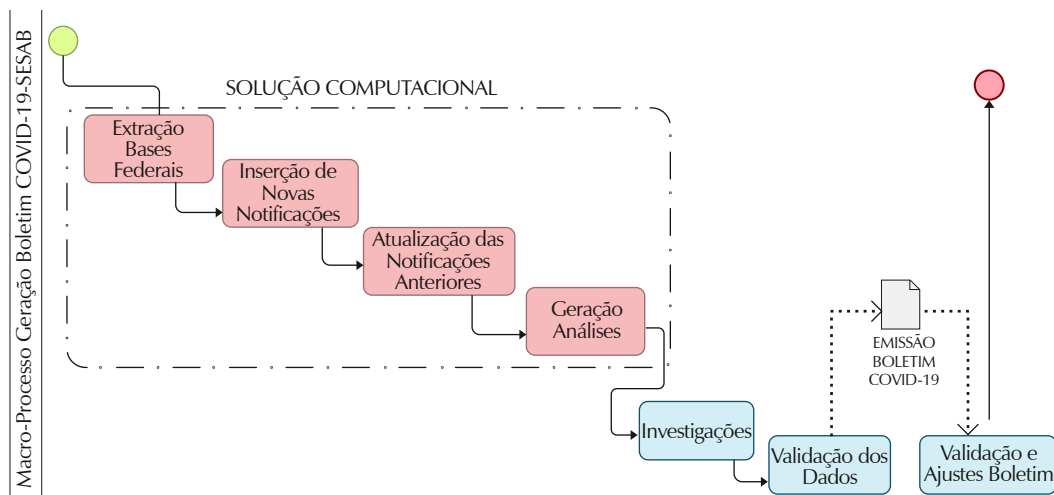 Macro-Processo Geração Boletim COVID-19-SESAB
SOLUÇÃO COMPUTACIONAL
Extração
Bases
Federais
Inserção de
Novas
Notificações
Atualização das
Notificações
Anteriores
Geração
Análises
Investigações
Validação dos
Dados
EMISSÃO
BOLETIM
COVID-19
Validação e
Ajustes Boletim